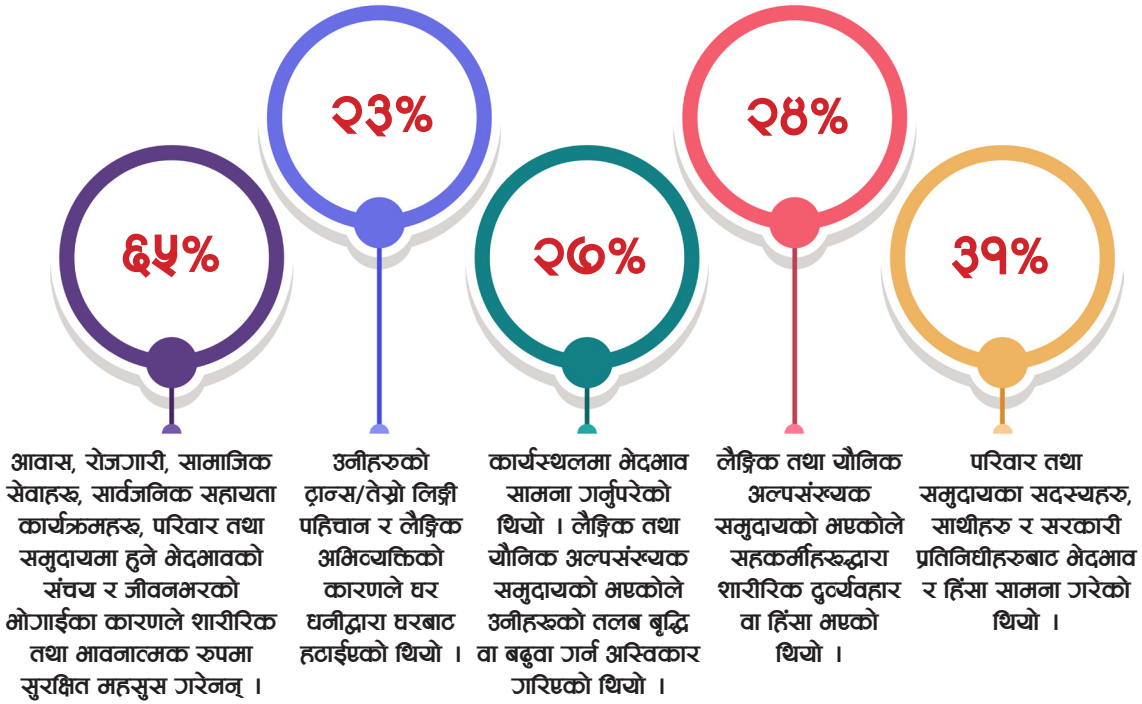 ६५%
आवास, रोजगारी, सामाजिक
सेवाहरु, सार्वजनिक सहायता
कार्यक्रमहरु, परिवार तथा
समुदायमा हुने भेदभावको
संचय र जीवनभरको
भोगाईका कारणले शारीरिक
तथा भावनात्मक रुपमा
सुरक्षित महसुस गरेनन् ।
२३%
उनीहरुको
ट्रान्स/तेस्रो लिङ्गी
पहिचान र लैङ्गिक
अभिव्यक्तिको
कारणले घर
धनीद्वारा घरबाट
हटाईएको थियो ।
२७%
कार्यस्थलमा भेदभाव
सामना गर्नुपरेको
थियो । लैङ्गिक तथा
यौनिक अल्पसंख्यक
समुदायको भएकोले
उनीहरुको तलब बृद्धि
वा बढुवा गर्न अस्विकार
गरिएको थियो ।
२४%
लैङ्गिक तथा यौनिक
अल्पसंख्यक
समुदायको भएकोले
सहकर्मीहरुद्धारा
शारीरिक दुर्व्यवहार
वा हिंसा भएको
थियो ।
३१%
परिवार तथा
समुदायका सदस्यहरु,
साथीहरु र सरकारी
प्रतिनिधीहरुबाट भेदभाव
र हिंसा सामना गरेको
थियो ।